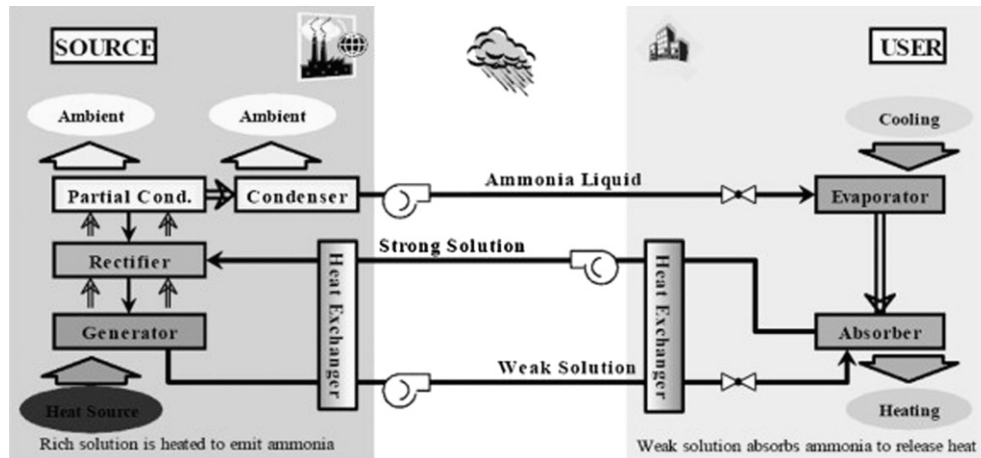 SOURCE
USER
Ambient
Ambient
Cooling
Partial Cond.
Condenser
Ammonia Liquid
Evaporator
Strong Solution
Rectifier
Heat Exchanger
Heat Exchanger
Generator
Absorber
Weak Solution
Heat Source
Heating
Rich solution is heated to emit ammonia
Weak solution absorbs ammonia to release heat